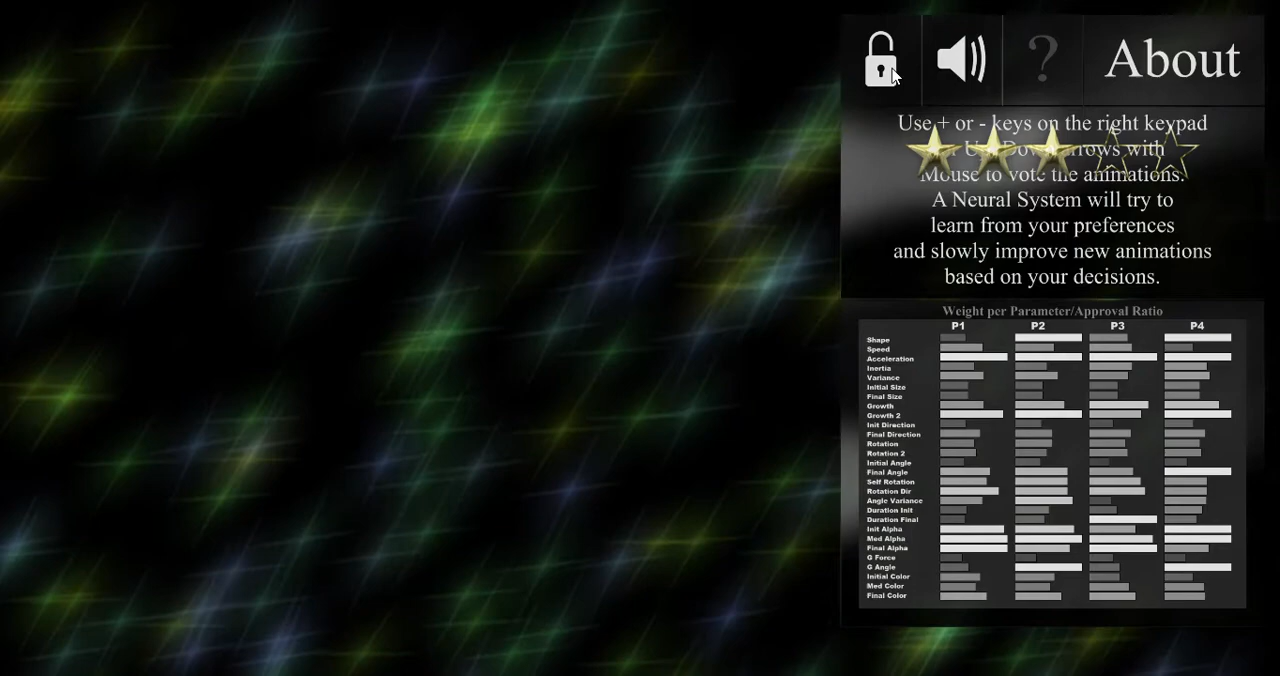 ?
About
Use + or - keys on the right keypad
Use Down Arrows with
Mouse to vote the animations.
A Neural System will try to
learn from your preferences
and slowly improve new animations
based on your decisions.
Weight per Parameter/Approval Ratio
P1 P2 P3 P4
Shape
Speed
Acceleration
Inertia
Variance
Initial Size
Final Size
Growth
Growth 2
Init Direction
Final Direction
Rotation
Rotation 2
Initial Angle
Final Angle
Self Rotation
Rotation Dir
Angle Variance
Duration Init
Duration Final
Init Alpha
Med Alpha
Final Alpha
G Force
G Angle
Initial Color
Med Color
Final Color